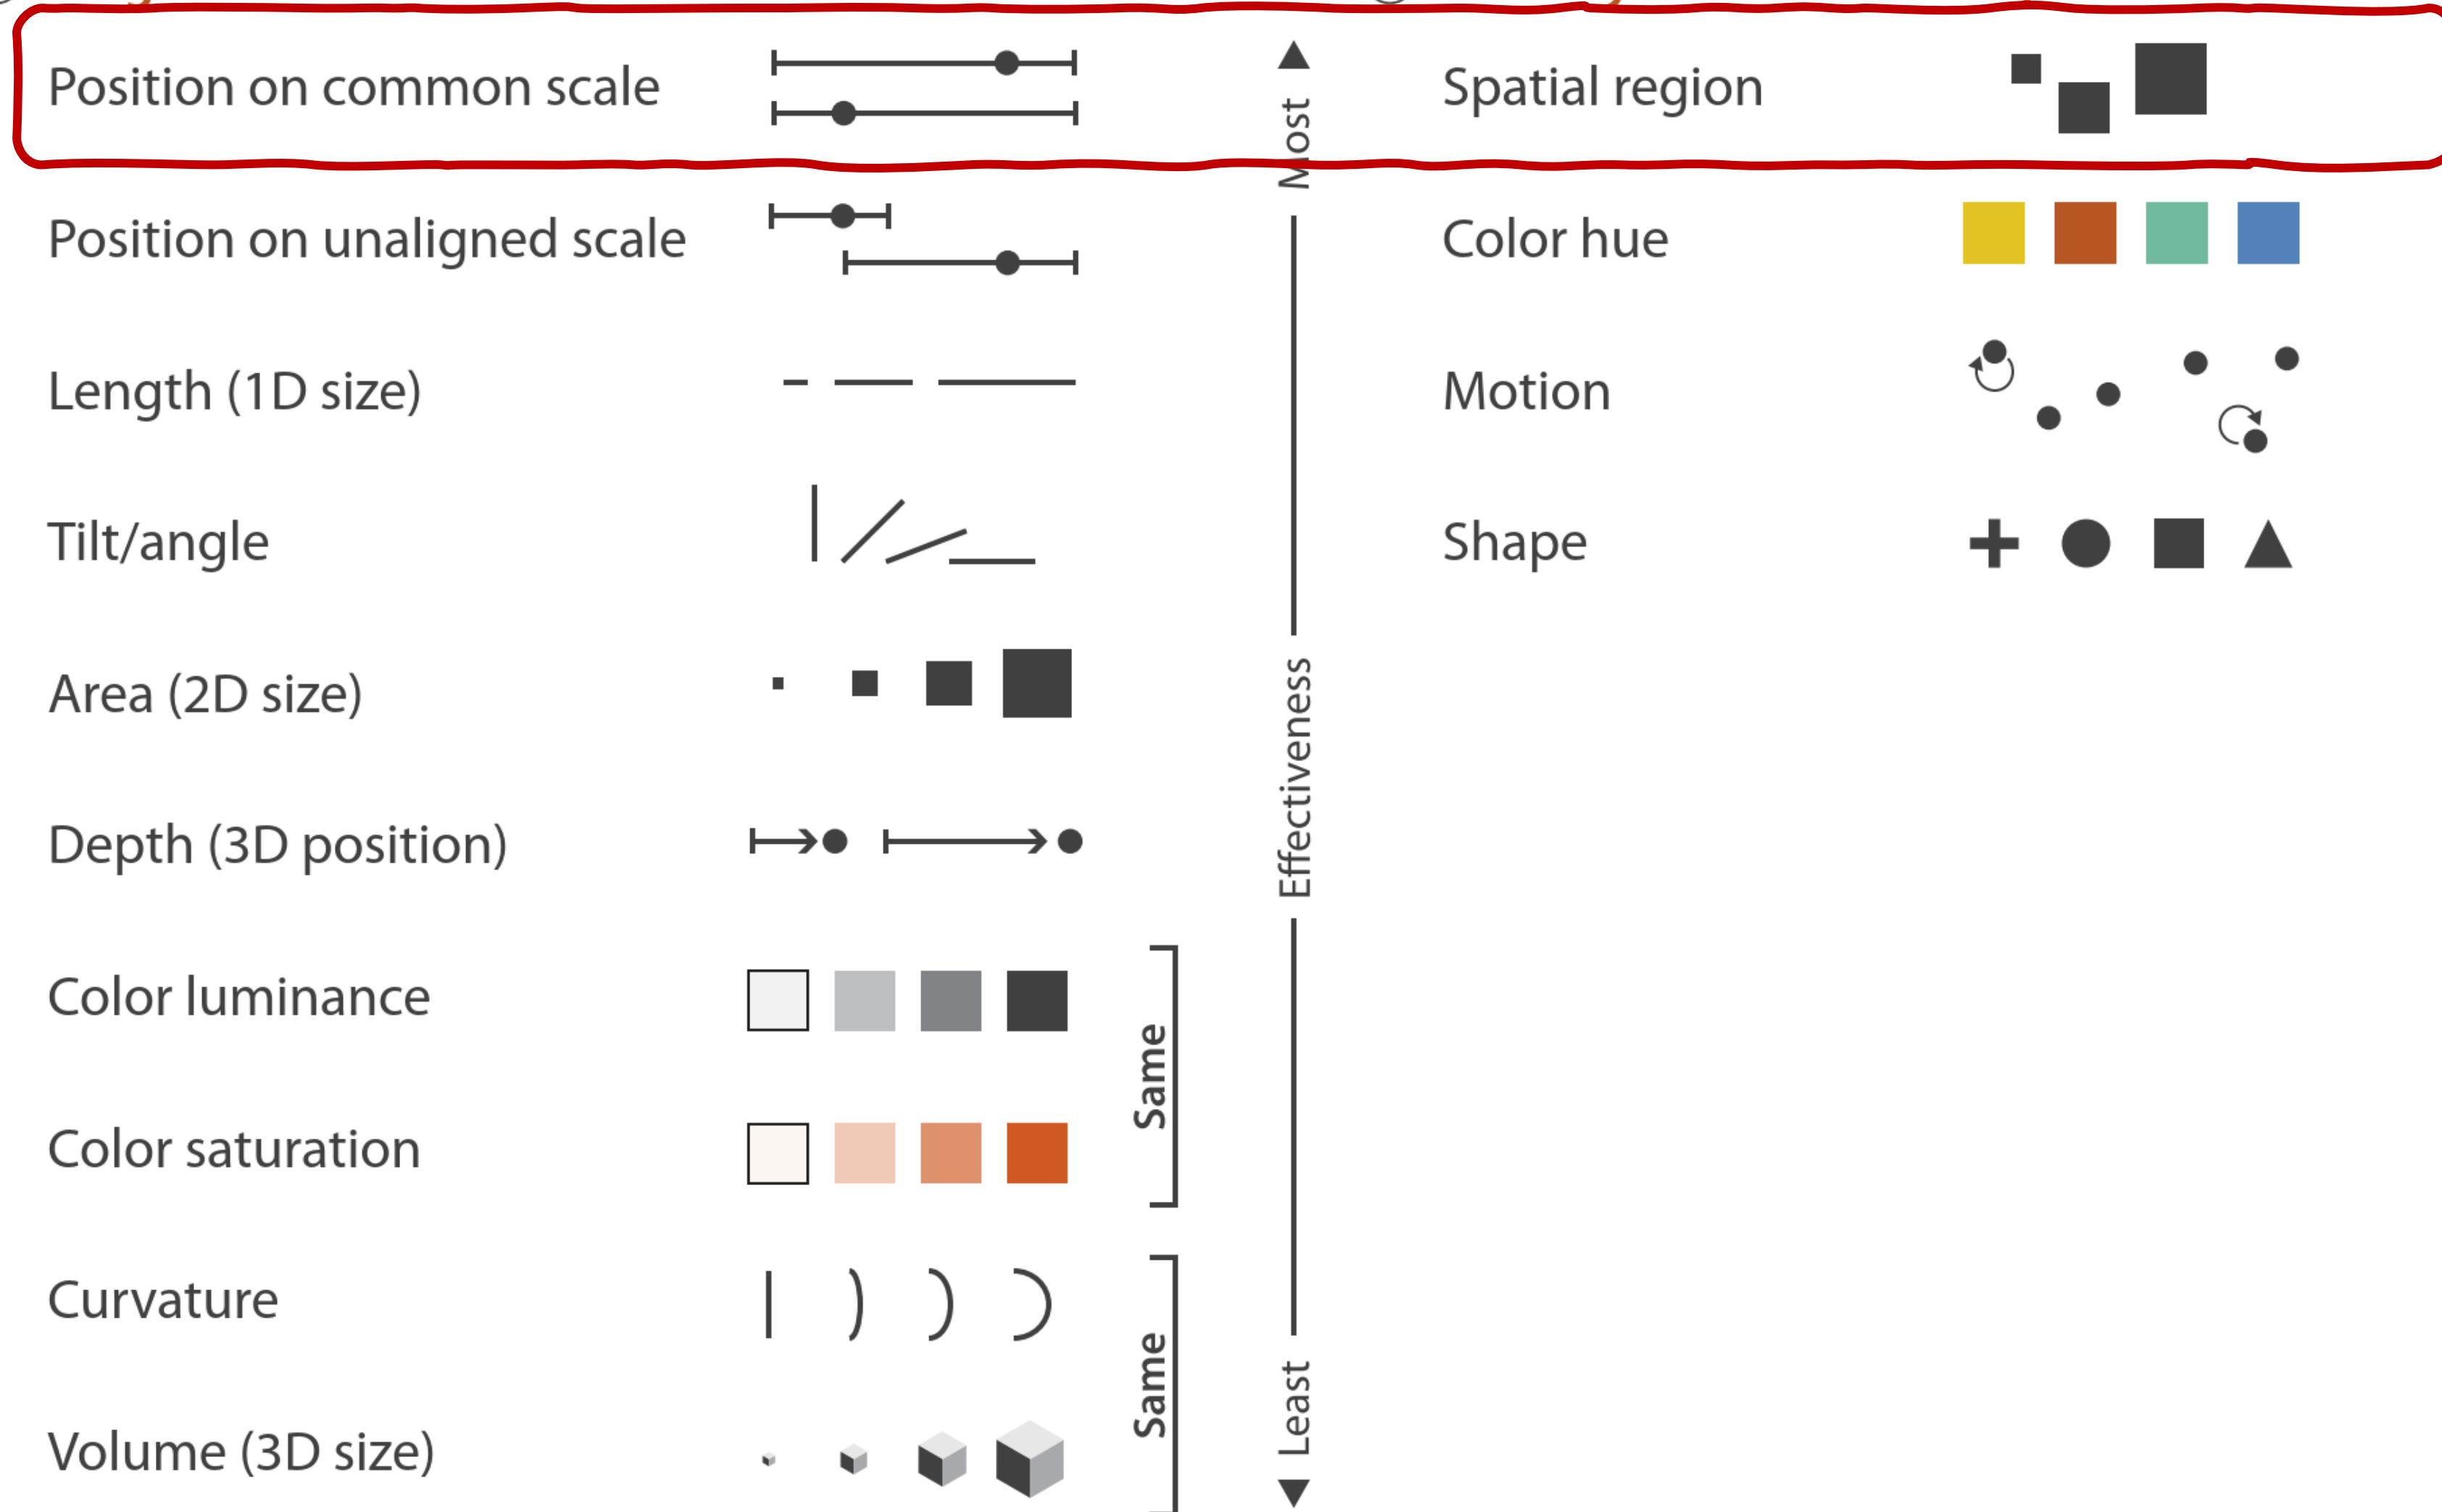 Position on common scale
Position on unaligned scale
Length (1D size)
Tilt/angle
Area (2D size)
Depth (3D position)
Color luminance
Color saturation
Curvature
Volume (3D size)
Same
Same
Most
Effectiveness
Least
Spatial region
Color hue
Motion
Shape